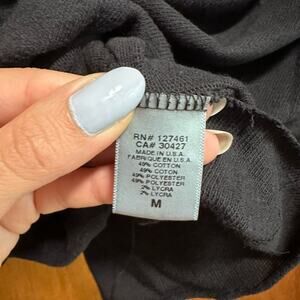 RN# 127461
CA# 30427
MADE IN U.S.A.
FABRIQUE EN U.S.A.
49% COTTON
49% COTON
49% POLYESTER
49% POLYESTER
2% LYCRA
2% LYCRA
M